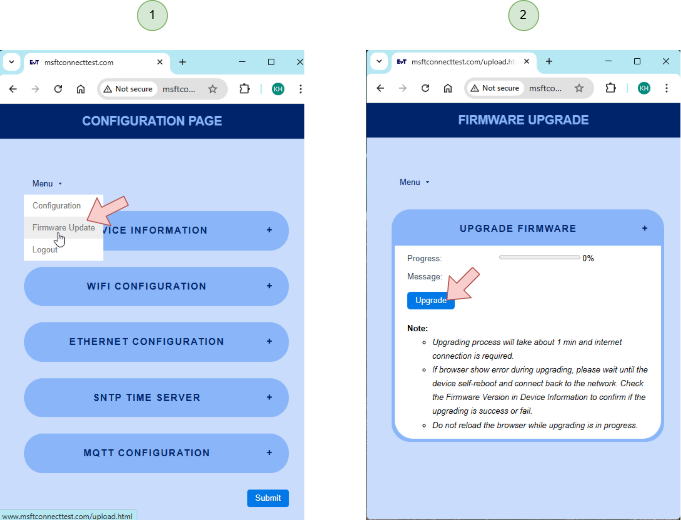 1
msftconnecttest.com
Not secure
msftco...
KH
CONFIGURATION PAGE
Menu
Configuration
Firmware Update
Logout
VICE INFORMATION +
WIFI CONFIGURATION +
ETHERNET CONFIGURATION +
SNTP TIME SERVER +
MQTT CONFIGURATION +
Submit
www.msftconnecttest.com/upload.html
2
msftconnecttest.com/upload.ht
Not secure
msftco...
KH
FIRMWARE UPGRADE
Menu
UPGRADE FIRMWARE +
Progress: 0%
Message:
Upgrade
Note:
Upgrading process will take about 1 min and internet
connection is required.
If browser show error during upgrading, please wait until the
device self-reboot and connect back to the network. Check
the Firmware Version in Device Information to confirm if the
upgrading is success or fail.
Do not reload the browser while upgrading is in progress.